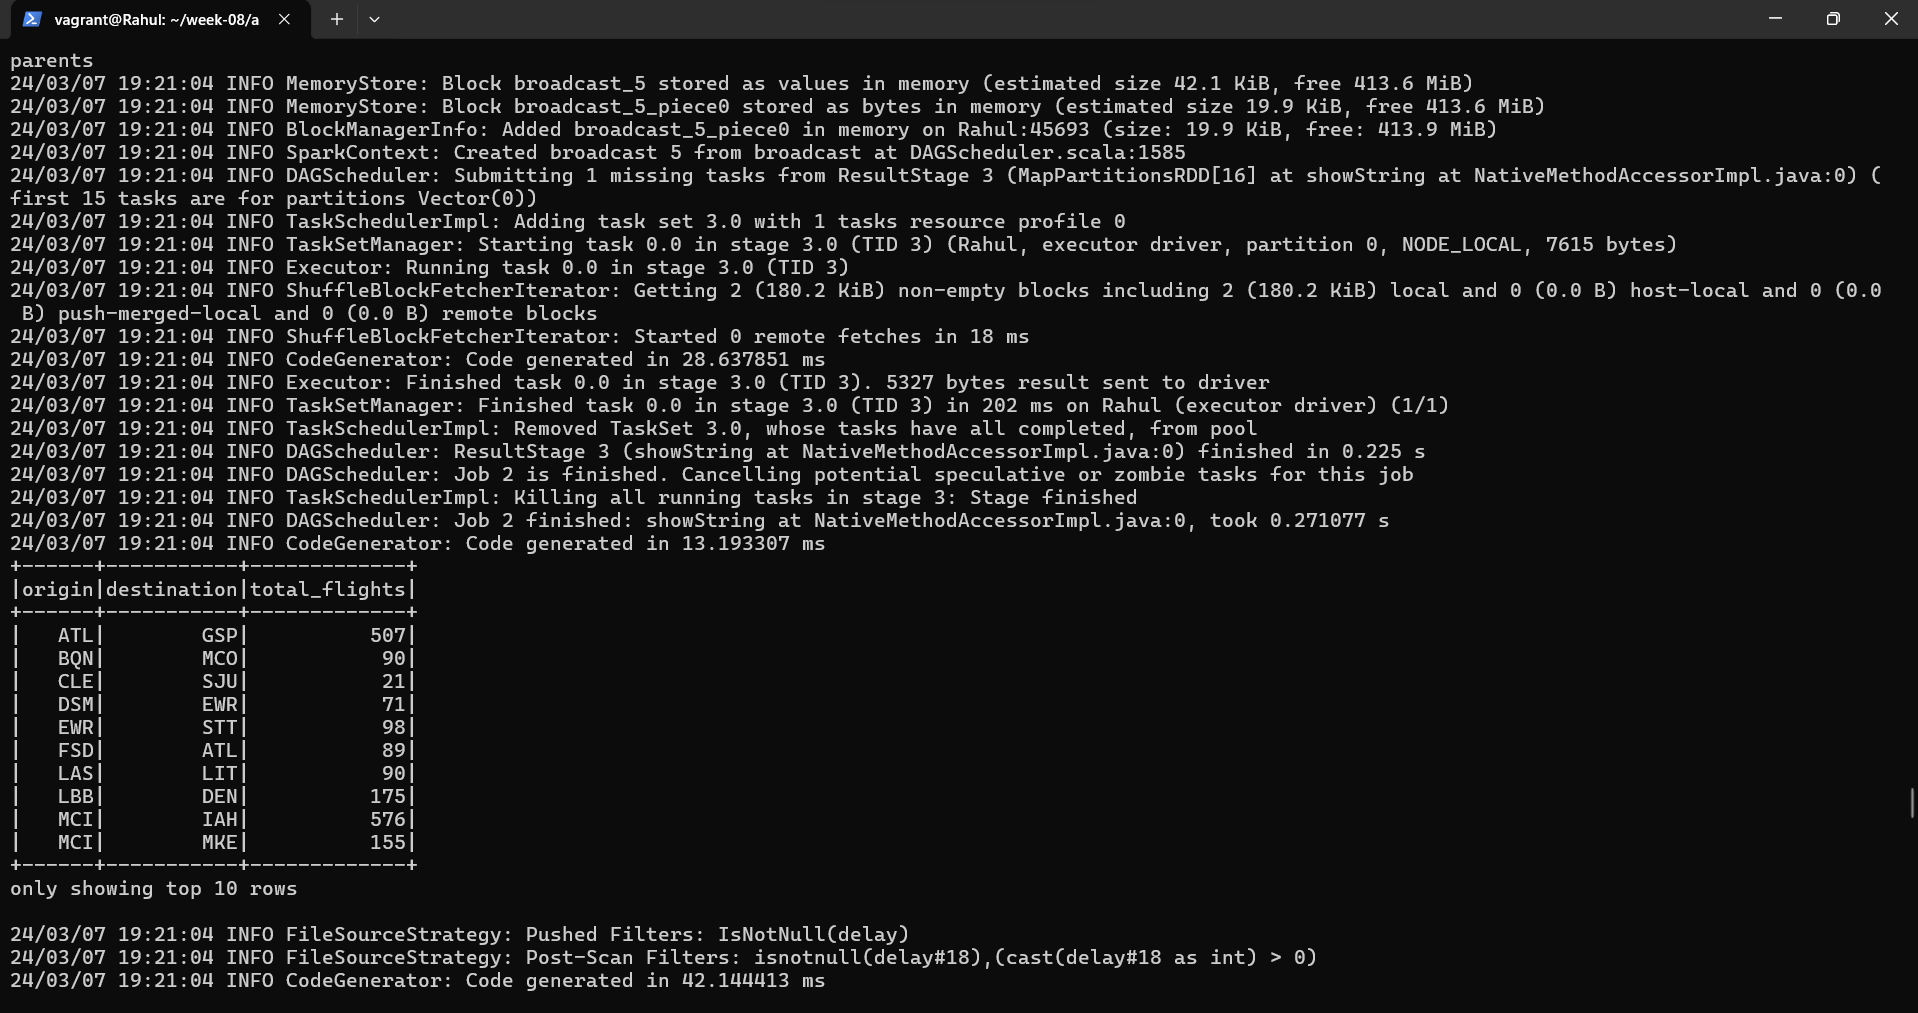 vagrant@Rahul: ~/week-08/a
parents
24/03/07 19:21:04 INFO MemoryStore: Block broadcast_5 stored as values in memory (estimated size 42.1 KiB, free 413.6 MiB)
24/03/07 19:21:04 INFO MemoryStore: Block broadcast_5_piece0 stored as bytes in memory (estimated size 19.9 KiB, free 413.6 MiB)
24/03/07 19:21:04 INFO BlockManagerInfo: Added broadcast_5_piece0 in memory on Rahul:45693 (size: 19.9 KiB, free: 413.9 MiB)
24/03/07 19:21:04 INFO SparkContext: Created broadcast 5 from broadcast at DAGScheduler.scala:1585
24/03/07 19:21:04 INFO DAGScheduler: Submitting 1 missing tasks from ResultStage 3 (MapPartitionsRDD[16] at showString at NativeMethodAccessorImpl.java:0) (
first 15 tasks are for partitions Vector(0))
24/03/07 19:21:04 INFO TaskSchedulerImpl: Adding task set 3.0 with 1 tasks resource profile 0
24/03/07 19:21:04 INFO TaskSetManager: Starting task 0.0 in stage 3.0 (TID 3) (Rahul, executor driver, partition 0, NODE_LOCAL, 7615 bytes)
24/03/07 19:21:04 INFO Executor: Running task 0.0 in stage 3.0 (TID 3)
24/03/07 19:21:04 INFO ShuffleBlockFetcherIterator: Getting 2 (180.2 KiB) non-empty blocks including 2 (180.2 KiB) local and 0 (0.0 B) host-local and 0 (0.0
 B) push-merged-local and 0 (0.0 B) remote blocks
24/03/07 19:21:04 INFO ShuffleBlockFetcherIterator: Started 0 remote fetches in 18 ms
24/03/07 19:21:04 INFO CodeGenerator: Code generated in 28.637851 ms
24/03/07 19:21:04 INFO Executor: Finished task 0.0 in stage 3.0 (TID 3). 5327 bytes result sent to driver
24/03/07 19:21:04 INFO TaskSetManager: Finished task 0.0 in stage 3.0 (TID 3) in 202 ms on Rahul (executor driver) (1/1)
24/03/07 19:21:04 INFO TaskSchedulerImpl: Removed TaskSet 3.0, whose tasks have all completed, from pool
24/03/07 19:21:04 INFO DAGScheduler: ResultStage 3 (showString at NativeMethodAccessorImpl.java:0) finished in 0.225 s
24/03/07 19:21:04 INFO DAGScheduler: Job 2 is finished. Cancelling potential speculative or zombie tasks for this job
24/03/07 19:21:04 INFO TaskSchedulerImpl: Killing all running tasks in stage 3: Stage finished
24/03/07 19:21:04 INFO DAGScheduler: Job 2 finished: showString at NativeMethodAccessorImpl.java:0, took 0.271077 s
24/03/07 19:21:04 INFO CodeGenerator: Code generated in 13.193307 ms
+------+-----------+-------------+
|origin|destination|total_flights|
+------+-----------+-------------+
|   ATL|        GSP|          507|
|   BQN|        MCO|           90|
|   CLE|        SJU|           21|
|   DSM|        EWR|           71|
|   EWR|        STT|           98|
|   FSD|        ATL|           89|
|   LAS|        LIT|           90|
|   LBB|        DEN|          175|
|   MCI|        IAH|          576|
|   MCI|        MKE|          155|
+------+-----------+-------------+
only showing top 10 rows
24/03/07 19:21:04 INFO FileSourceStrategy: Pushed Filters: IsNotNull(delay)
24/03/07 19:21:04 INFO FileSourceStrategy: Post-Scan Filters: isnotnull(delay#18),(cast(delay#18 as int) > 0)
24/03/07 19:21:04 INFO CodeGenerator: Code generated in 42.144413 ms